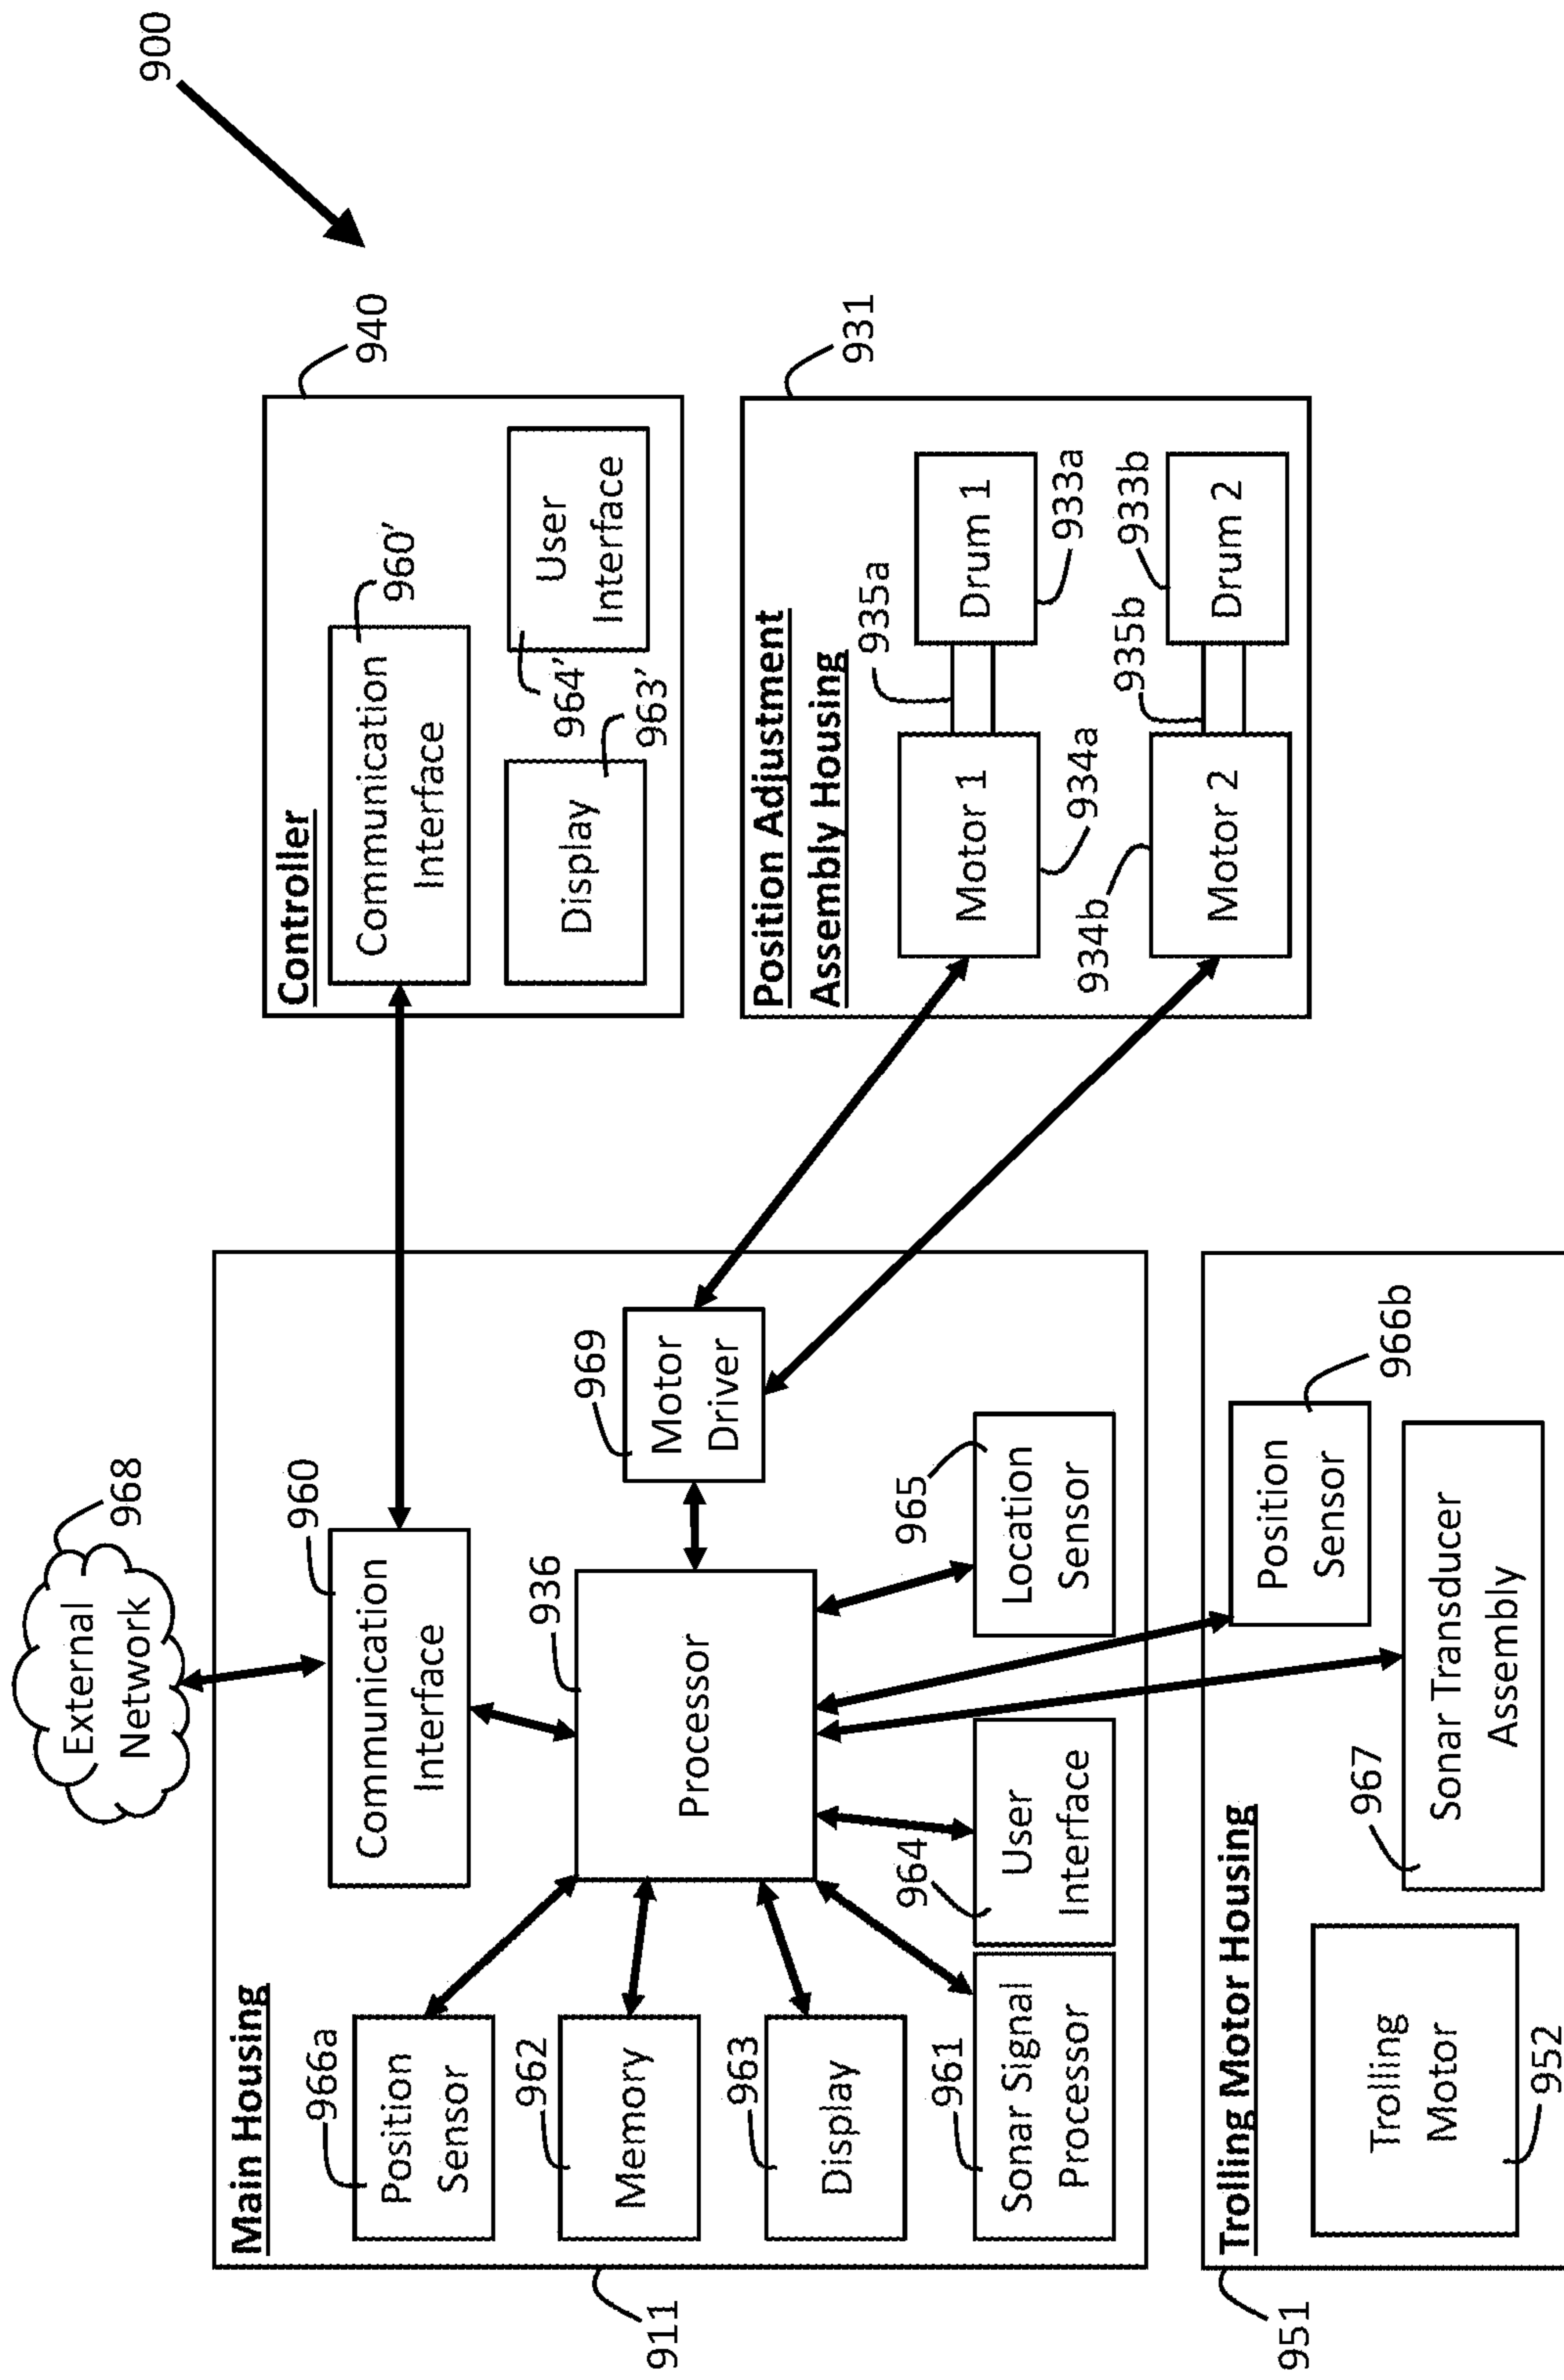 900
External
Network
968
Main Housing
911
Communication
Interface
960
Position
Sensor
966a
Memory
962
Display
963
Sonar Signal
Processor
961
User
Interface
964
Processor
936
Motor
Driver
969
Location
Sensor
965
Controller
940
Communication
Interface
960’
Display
963’
User
Interface
964’
Position Adjustment
Assembly Housing
931
Motor 1
934a
935a
Drum 1
933a
Motor 2
934b
935b
Drum 2
933b
Trolling Motor Housing
951
Trolling
Motor
952
Sonar Transducer
Assembly
967
Position
Sensor
966b